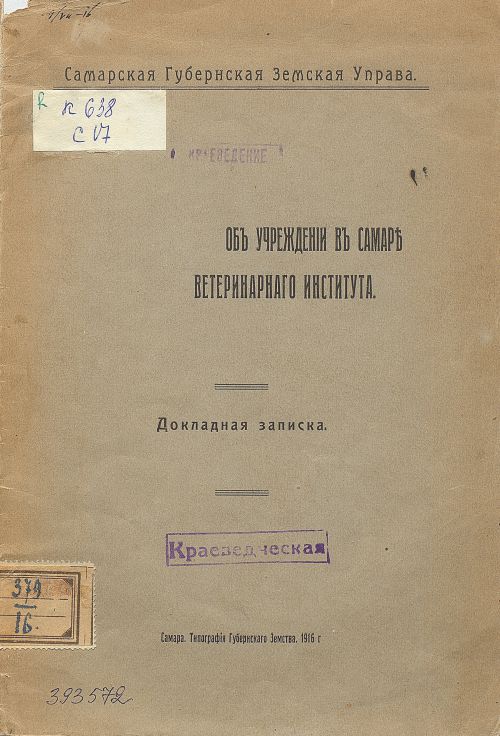 Самарская Губернская Земская Управа.
R
К 638
С 17
КРАЕВЕДЕНИЕ
ОБЪ УЧРЕЖДЕНІИ ВЪ САМАРѢ
ВЕТЕРИНАРНАГО ИНСТИТУТА.
Докладная записка.
Краеведческая
379
16.
Самара. Типографія Губернскаго Земства. 1916 г
393572